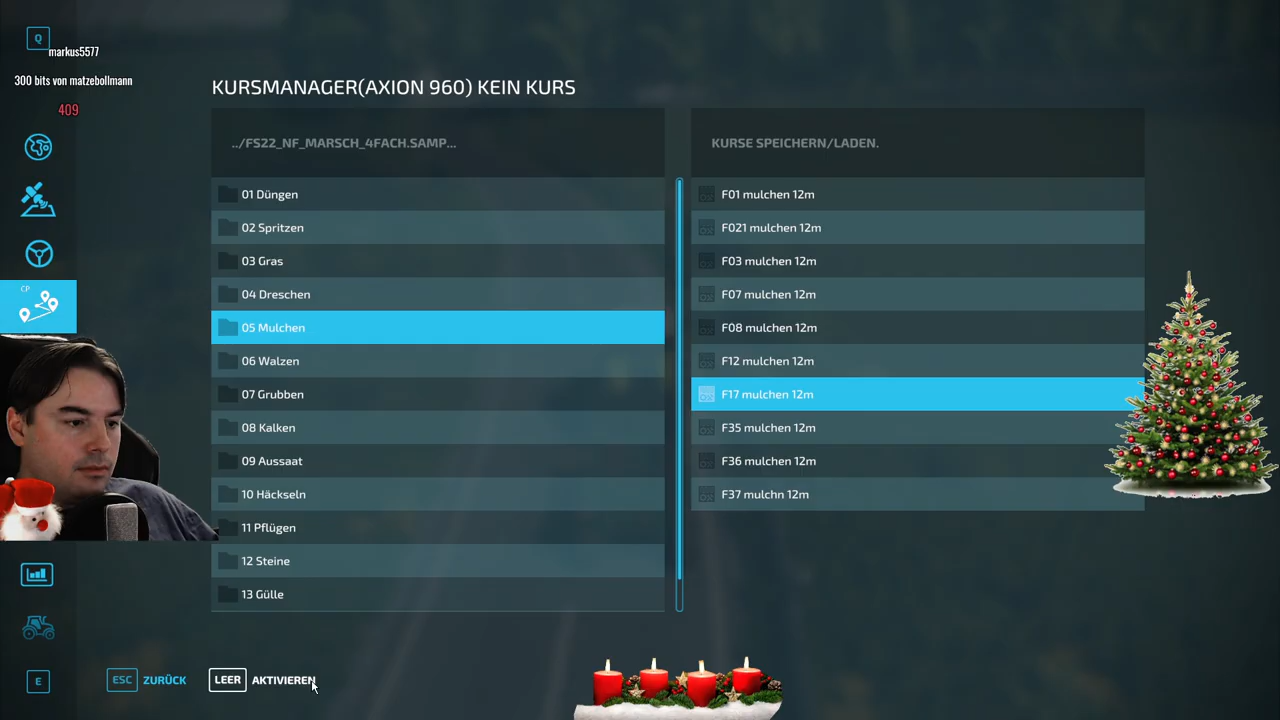 Q
markus5577
300 bits von matzebollmann
409
KURSMANAGER(AXION 960) KEIN KURS
../FS22_NF_MARSCH_4FACH.SAMP...
KURSE SPEICHERN/LADEN.
01 Düngen
02 Spritzen
03 Gras
04 Dreschen
05 Mulchen
06 Walzen
07 Grubben
08 Kalken
09 Aussaat
10 Häckseln
11 Pflügen
12 Steine
13 Gülle
F01 mulchen 12m
F021 mulchen 12m
F03 mulchen 12m
F07 mulchen 12m
F08 mulchen 12m
F12 mulchen 12m
F17 mulchen 12m
F35 mulchen 12m
F36 mulchen 12m
F37 mulchn 12m
CP
E
ESC ZURÜCK LEER AKTIVIEREN